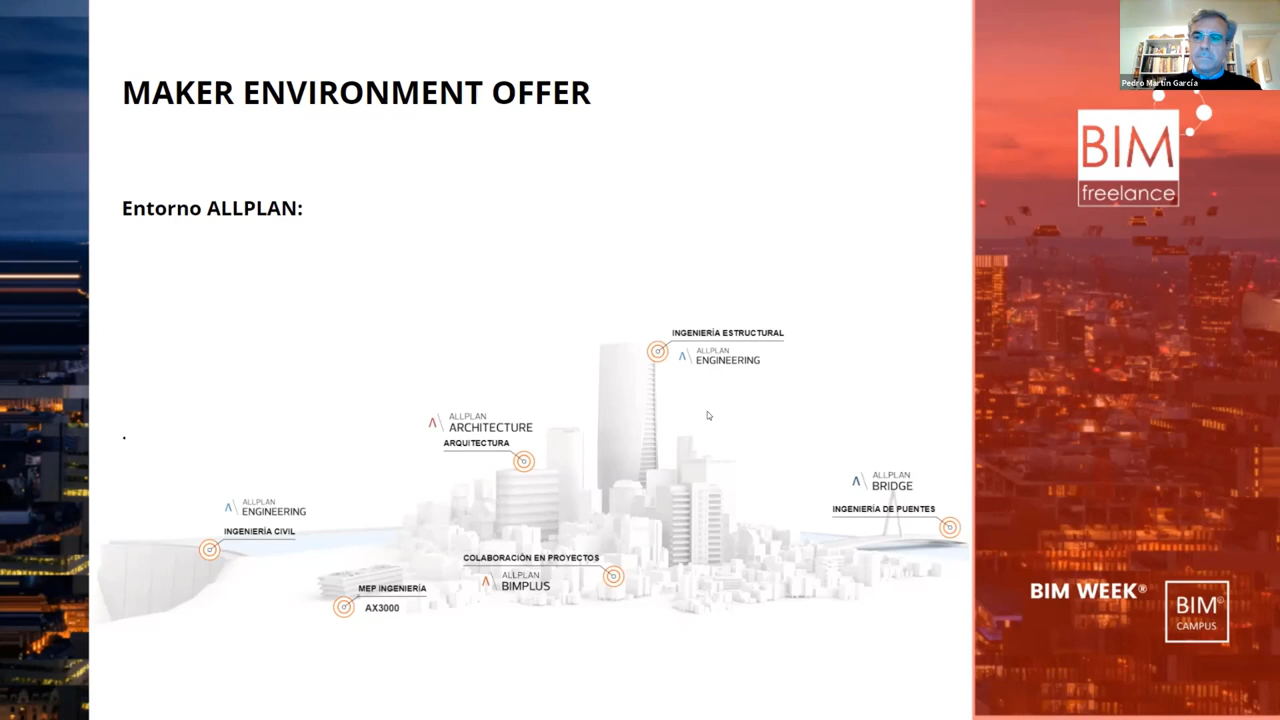 MAKER ENVIRONMENT OFFER
Pedro Martín García
BIM
freelance
Entorno ALLPLAN:
INGENIERÍA ESTRUCTURAL
ALLPLAN
ENGINEERING
ALLPLAN
ARCHITECTURE
ARQUITECTURA
.
ALLPLAN
BRIDGE
INGENIERÍA DE PUENTES
ALLPLAN
ENGINEERING
INGENIERÍA CIVIL
COLABORACIÓN EN PROYECTOS
ALLPLAN
BIMPLUS
MEP INGENIERÍA
AX3000
BIM WEEK®
BIM©
CAMPUS